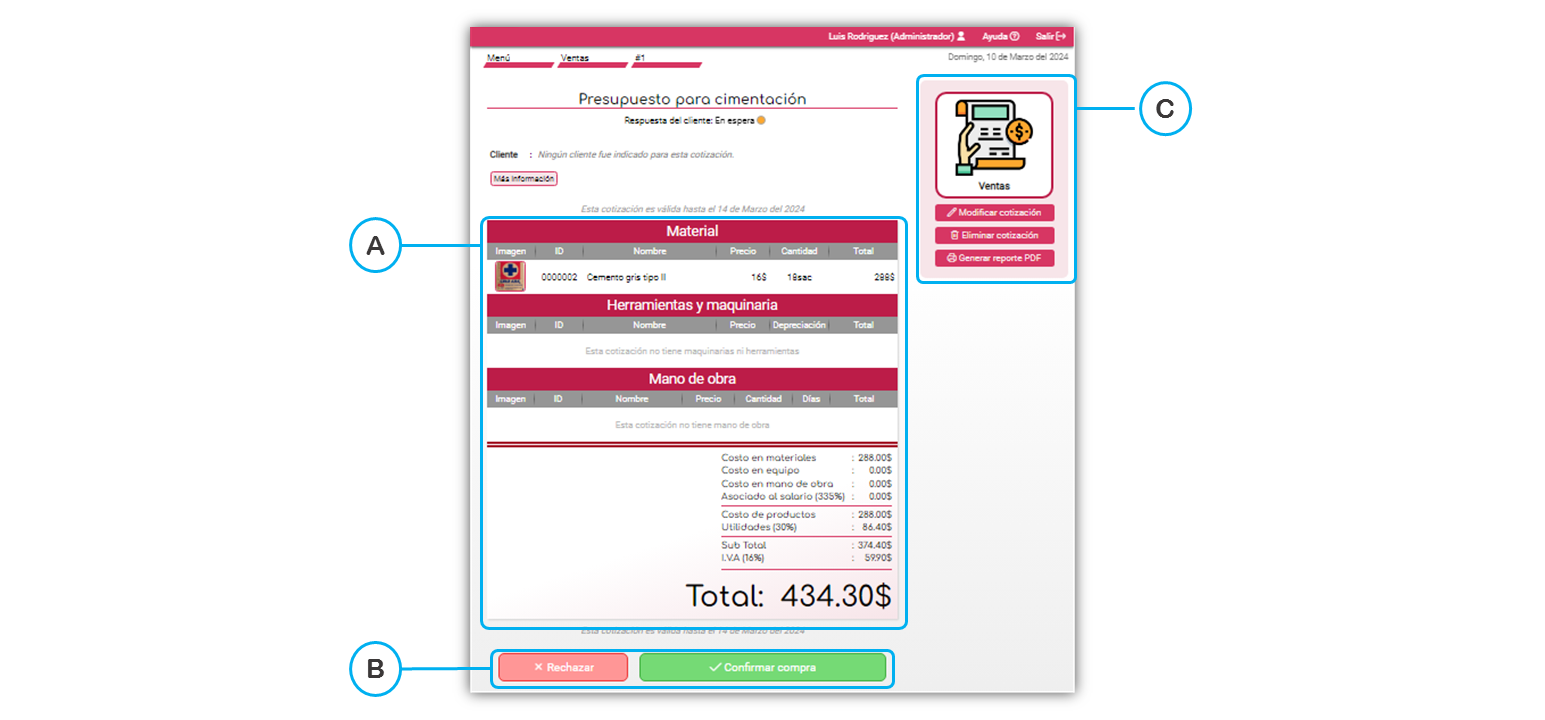 Luis Rodriguez (Administrador) Ayuda Salir
Menú Ventas #1
Domingo, 10 de Marzo del 2024
Presupuesto para cimentación
Respuesta del cliente: En espera
Cliente : Ningún cliente fue indicado para esta cotización.
Más información
Esta cotización es válida hasta el 14 de Marzo del 2024
C
Ventas
Modificar cotización
Eliminar cotización
Generar reporte PDF
A
Material
Imagen ID Nombre Precio Cantidad Total
0000002 Cemento gris tipo II 16$ 18sac 288$
Herramientas y maquinaria
Imagen ID Nombre Precio Depreciación Total
Esta cotización no tiene maquinarias ni herramientas
Mano de obra
Imagen ID Nombre Precio Cantidad Días Total
Esta cotización no tiene mano de obra
Costo en materiales : 288.00$
Costo en equipo : 0.00$
Costo en mano de obra : 0.00$
Asociado al salario (335%) : 0.00$
Costo de productos : 288.00$
Utilidades (30%) : 86.40$
Sub Total : 374.40$
I.V.A (16%) : 59.90$
Total: 434.30$
Esta cotización es válida hasta el 14 de Marzo del 2024
B
Rechazar
Confirmar compra